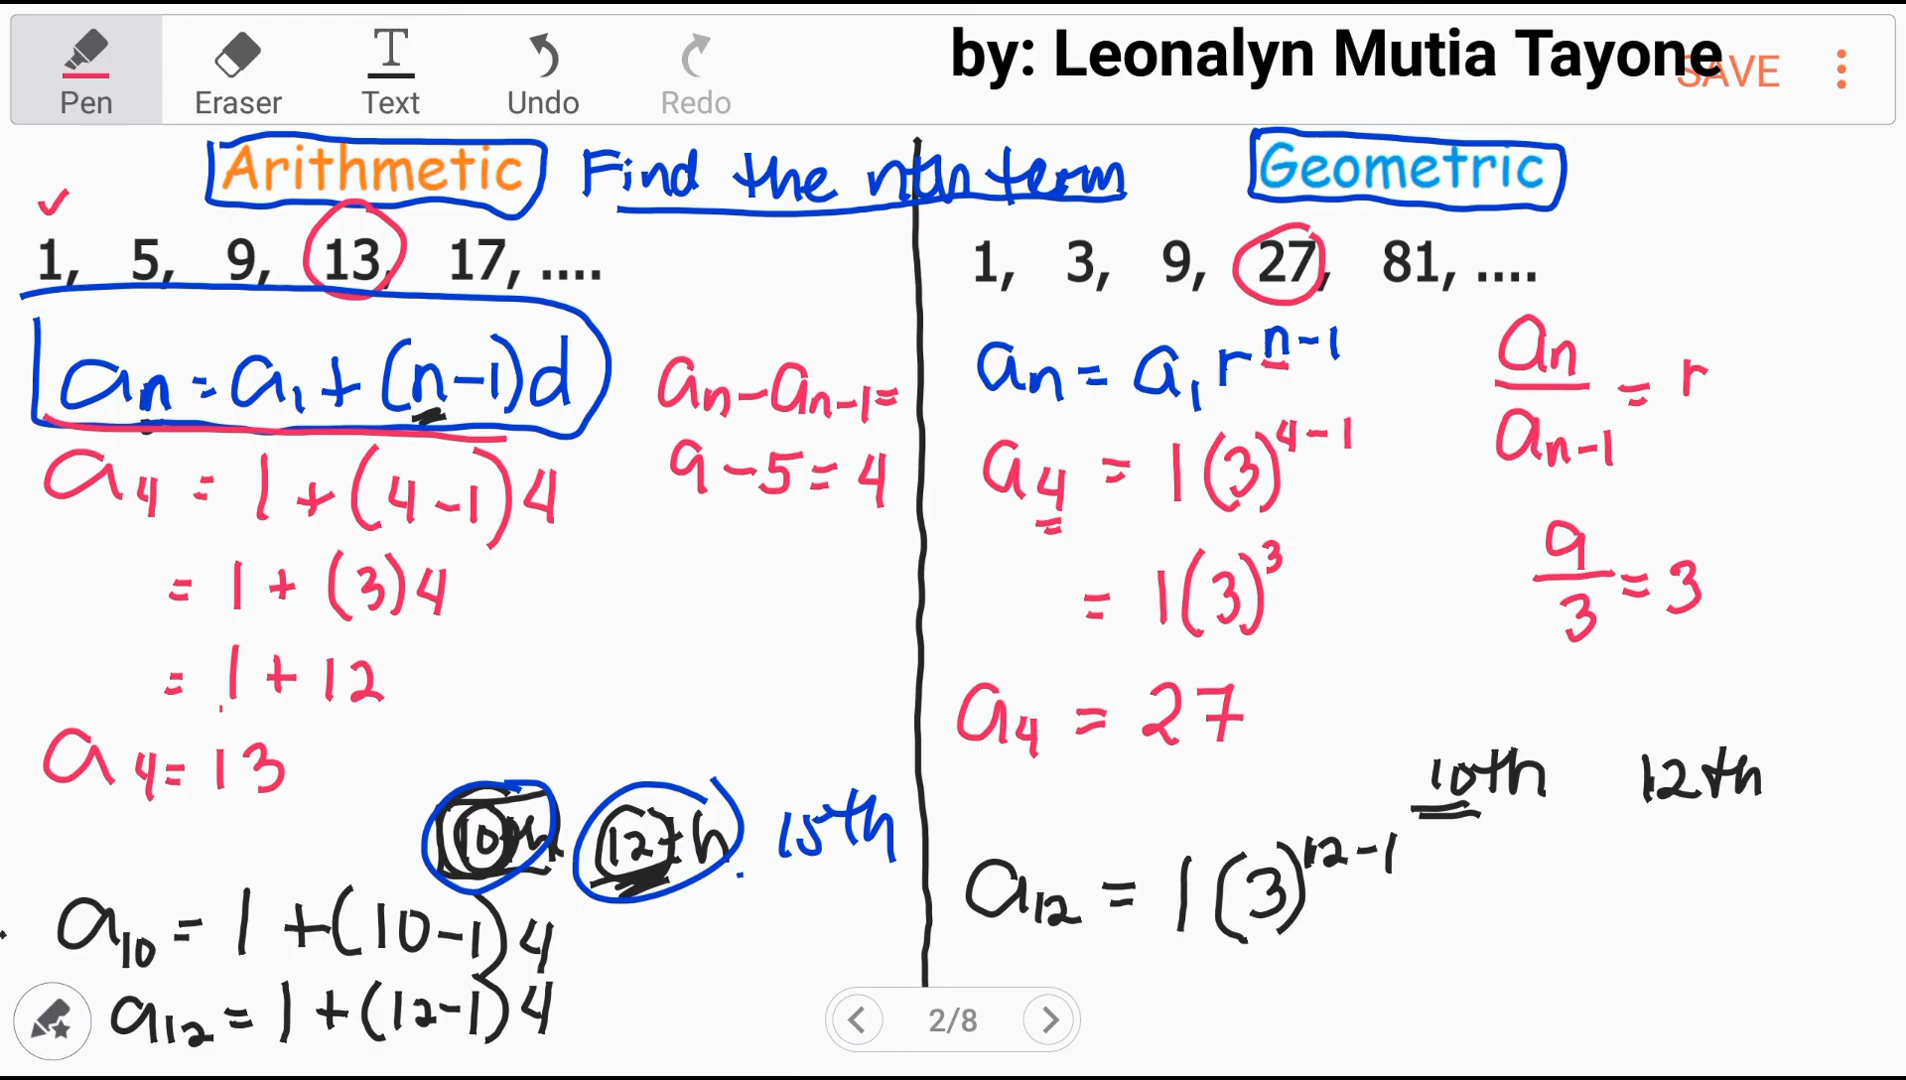 by: Leonalyn Mutia Tayone
SAVE
Pen
Eraser
Text
Undo
Redo
Arithmetic
Find the nth term
Geometric
1, 5, 9, 13, 17, ....
aₙ = a₁ + (n-1)d
aₙ - aₙ₋₁ =
9 - 5 = 4
a₄ = 1 + (4-1)4
= 1 + (3)4
= 1 + 12
a₄ = 13
10th 12th 15th
a₁₀ = 1 + (10-1)4
a₁₂ = 1 + (12-1)4
1, 3, 9, 27, 81, ....
aₙ = a₁ rⁿ⁻¹
aₙ/aₙ₋₁ = r
a₄ = 1(3)⁴⁻¹
= 1(3)³
9/3 = 3
a₄ = 27
10th 12th
a₁₂ = 1(3)¹²⁻¹
2/8